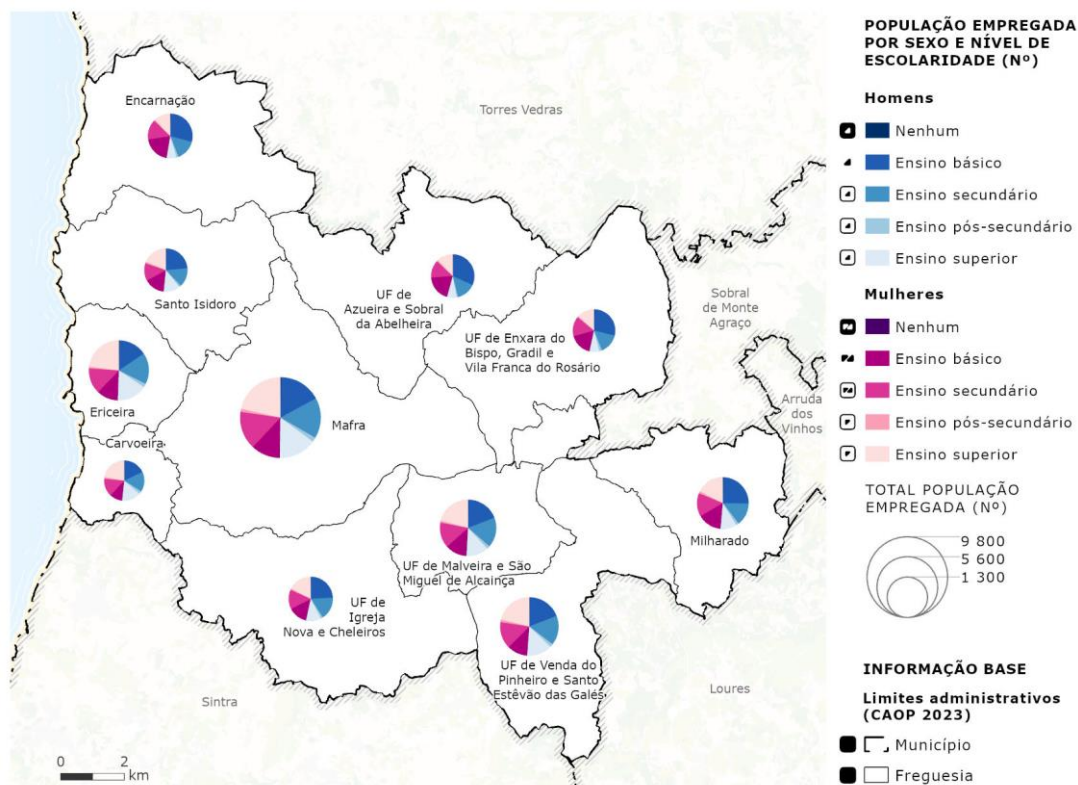 Encarnação
Torres Vedras
Santo Isidoro
UF de
Azueira e Sobral
da Abelheira
UF de Enxara do
Bispo, Gradil e
Vila Franca do Rosário
Sobral
de Monte
Agraço
Ericeira
Mafra
Arruda
dos
Vinhos
Carvoeira
Milharado
UF de Malveira e São
Miguel de Alcainça
UF de
Igreja
Nova e Cheleiros
UF de Venda do
Pinheiro e Santo
Estêvão das Galés
Sintra
Loures
0 2
km
POPULAÇÃO EMPREGADA
POR SEXO E NÍVEL DE
ESCOLARIDADE (Nº)
Homens
Nenhum
Ensino básico
Ensino secundário
Ensino pós-secundário
Ensino superior
Mulheres
Nenhum
Ensino básico
Ensino secundário
Ensino pós-secundário
Ensino superior
TOTAL POPULAÇÃO
EMPREGADA (Nº)
9 800
5 600
1 300
INFORMAÇÃO BASE
Limites administrativos
(CAOP 2023)
Município
Freguesia